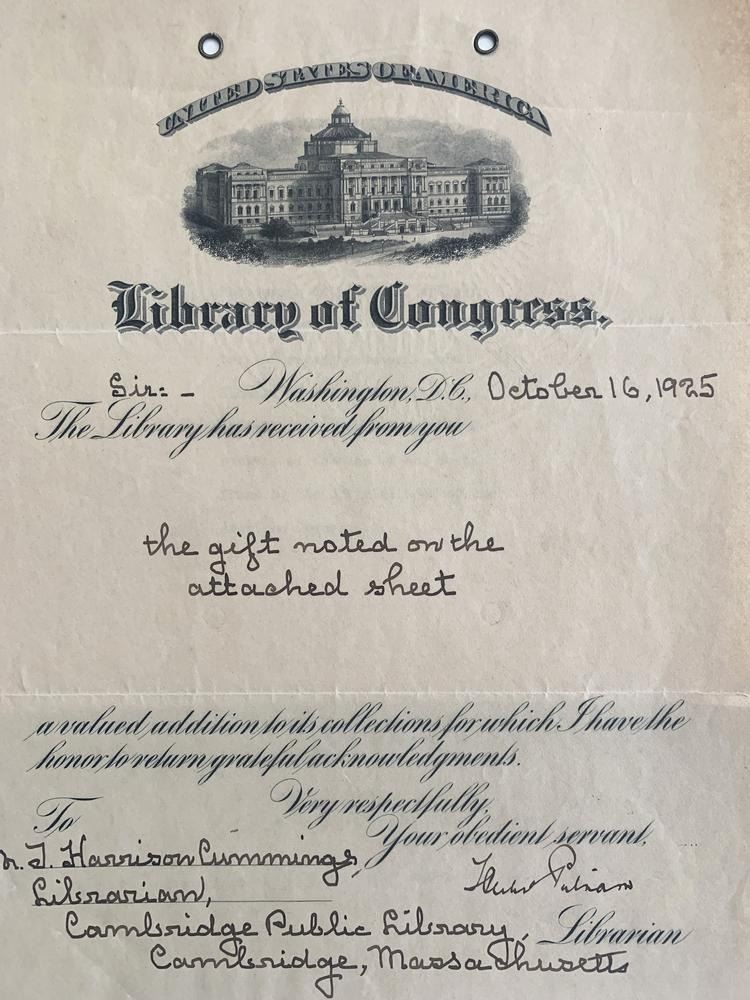 UNITED STATES OF AMERICA
Library of Congress.
Sir:- Washington, D.C., October 16, 1925
The Library has received from you
the gift noted on the
attached sheet
a valued addition to its collections for which I have the
honor to return grateful acknowledgments.
Very respectfully,
To
Your obedient servant,
T. Harrison Cummings,
Herbert Putnam
Librarian,
Cambridge Public Library, Librarian
Cambridge, Massachusetts